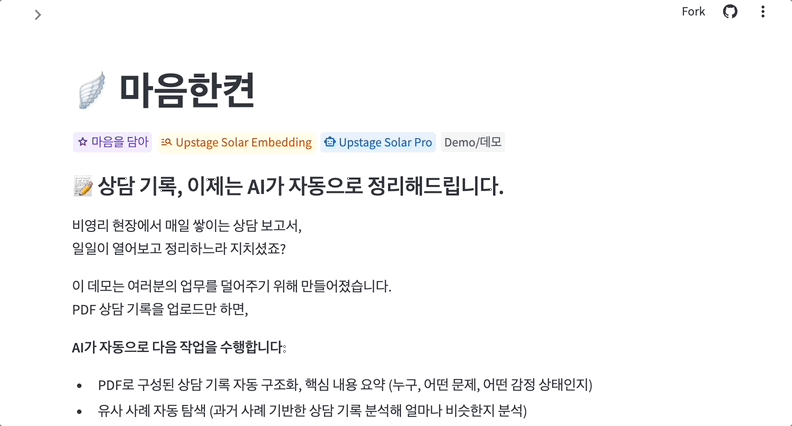 Fork
마음한켠
마음을 담아 Upstage Solar Embedding Upstage Solar Pro Demo/데모
상담 기록, 이제는 AI가 자동으로 정리해드립니다.
비영리 현장에서 매일 쌓이는 상담 보고서,
일일이 열어보고 정리하느라 지치셨죠?
이 데모는 여러분의 업무를 덜어주기 위해 만들어졌습니다.
PDF 상담 기록을 업로드만 하면,
AI가 자동으로 다음 작업을 수행합니다:
• PDF로 구성된 상담 기록 자동 구조화, 핵심 내용 요약 (누구, 어떤 문제, 어떤 감정 상태인지)
• 유사 사례 자동 탐색 (과거 사례 기반한 상담 기록 분석해 얼마나 비슷한지 분석)